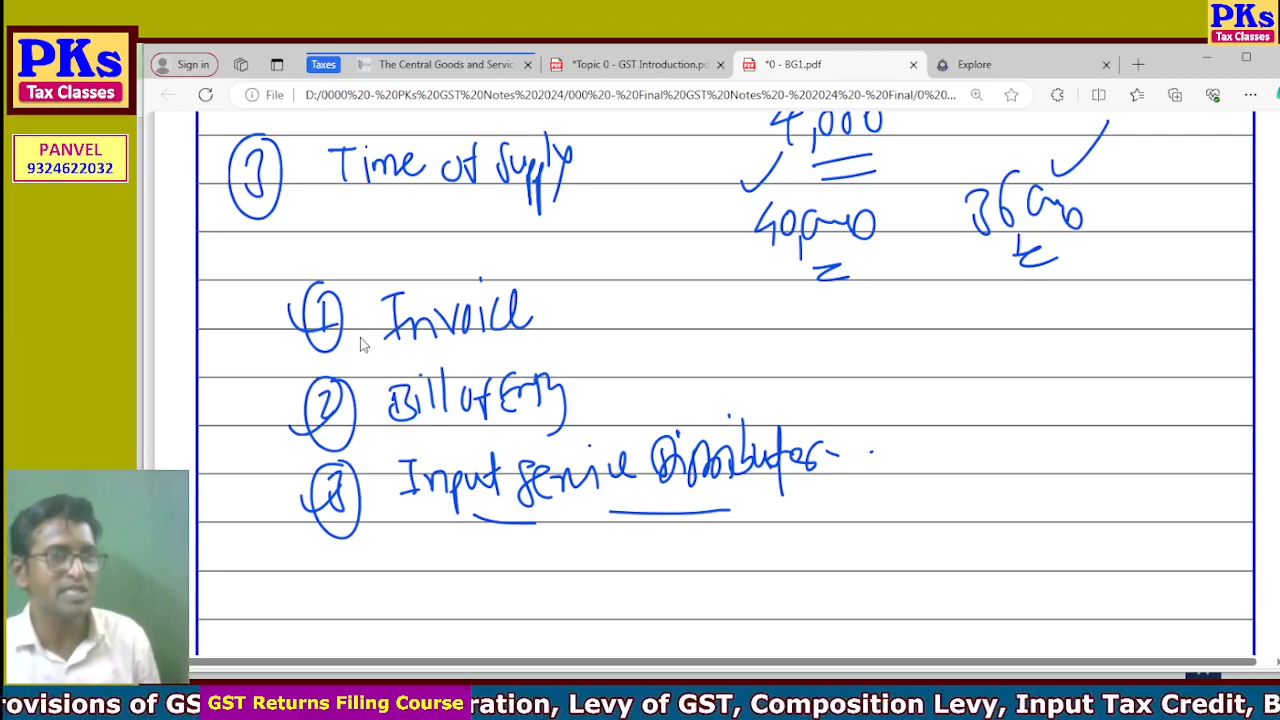 PKs
Tax Classes
PANVEL
9324622032
PKs
Tax Classes
Sign in
Taxes
The Central Goods and Servic
*Topic 0 - GST Introduction.pd
*0 - BG1.pdf
Explore
File
D:/0000%20-%20PKs%20GST%20Notes%202024/000%20-%20Final%20GST%20Notes%20-%202024%20-%20Final/0%20...
4,000
3 Time of Supply
40,000
36000
1 Invoice
2 Bill of Entry
3 Input Service Distributor
rovisions of GS
GST Returns Filing Course
ration, Levy of GST, Composition Levy, Input Tax Credit, B